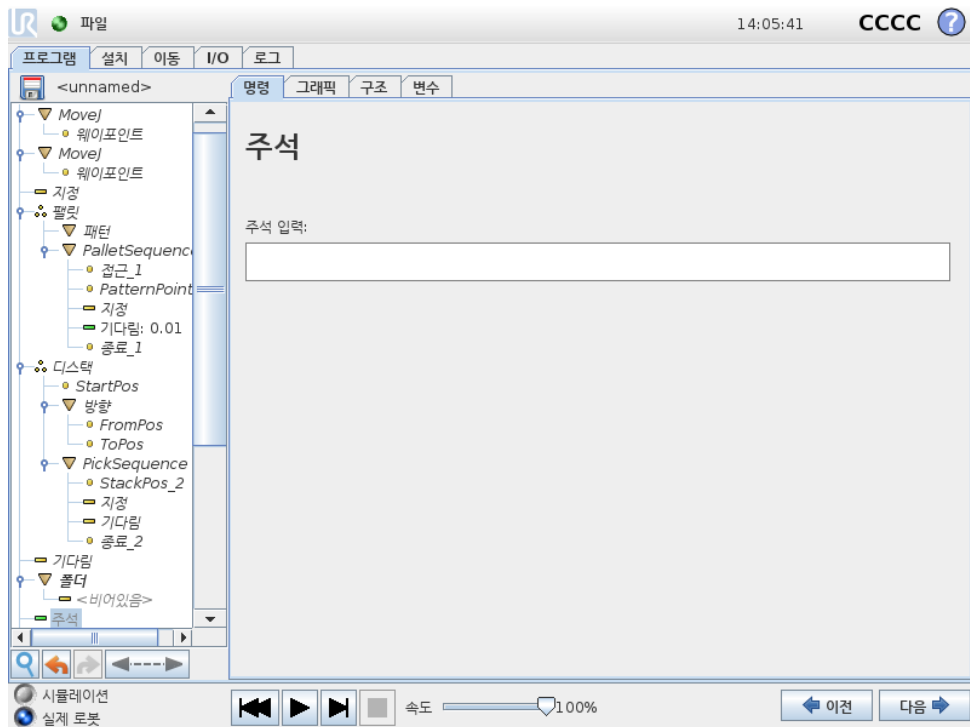 UR 파일 14:05:41 CCCC ?
프로그램 설치 이동 I/O 로그
<unnamed> 명령 그래픽 구조 변수
MoveJ
웨이포인트
MoveJ
웨이포인트
지정
팰릿
패턴
PalletSequenc
접근_1
PatternPoint
지정
기다림: 0.01
종료_1
디스택
StartPos
방향
FromPos
ToPos
PickSequence
StackPos_2
지정
기다림
종료_2
기다림
폴더
<비어있음>
주석
주석
주석 입력:
시뮬레이션
실제 로봇
속도 100% 이전 다음